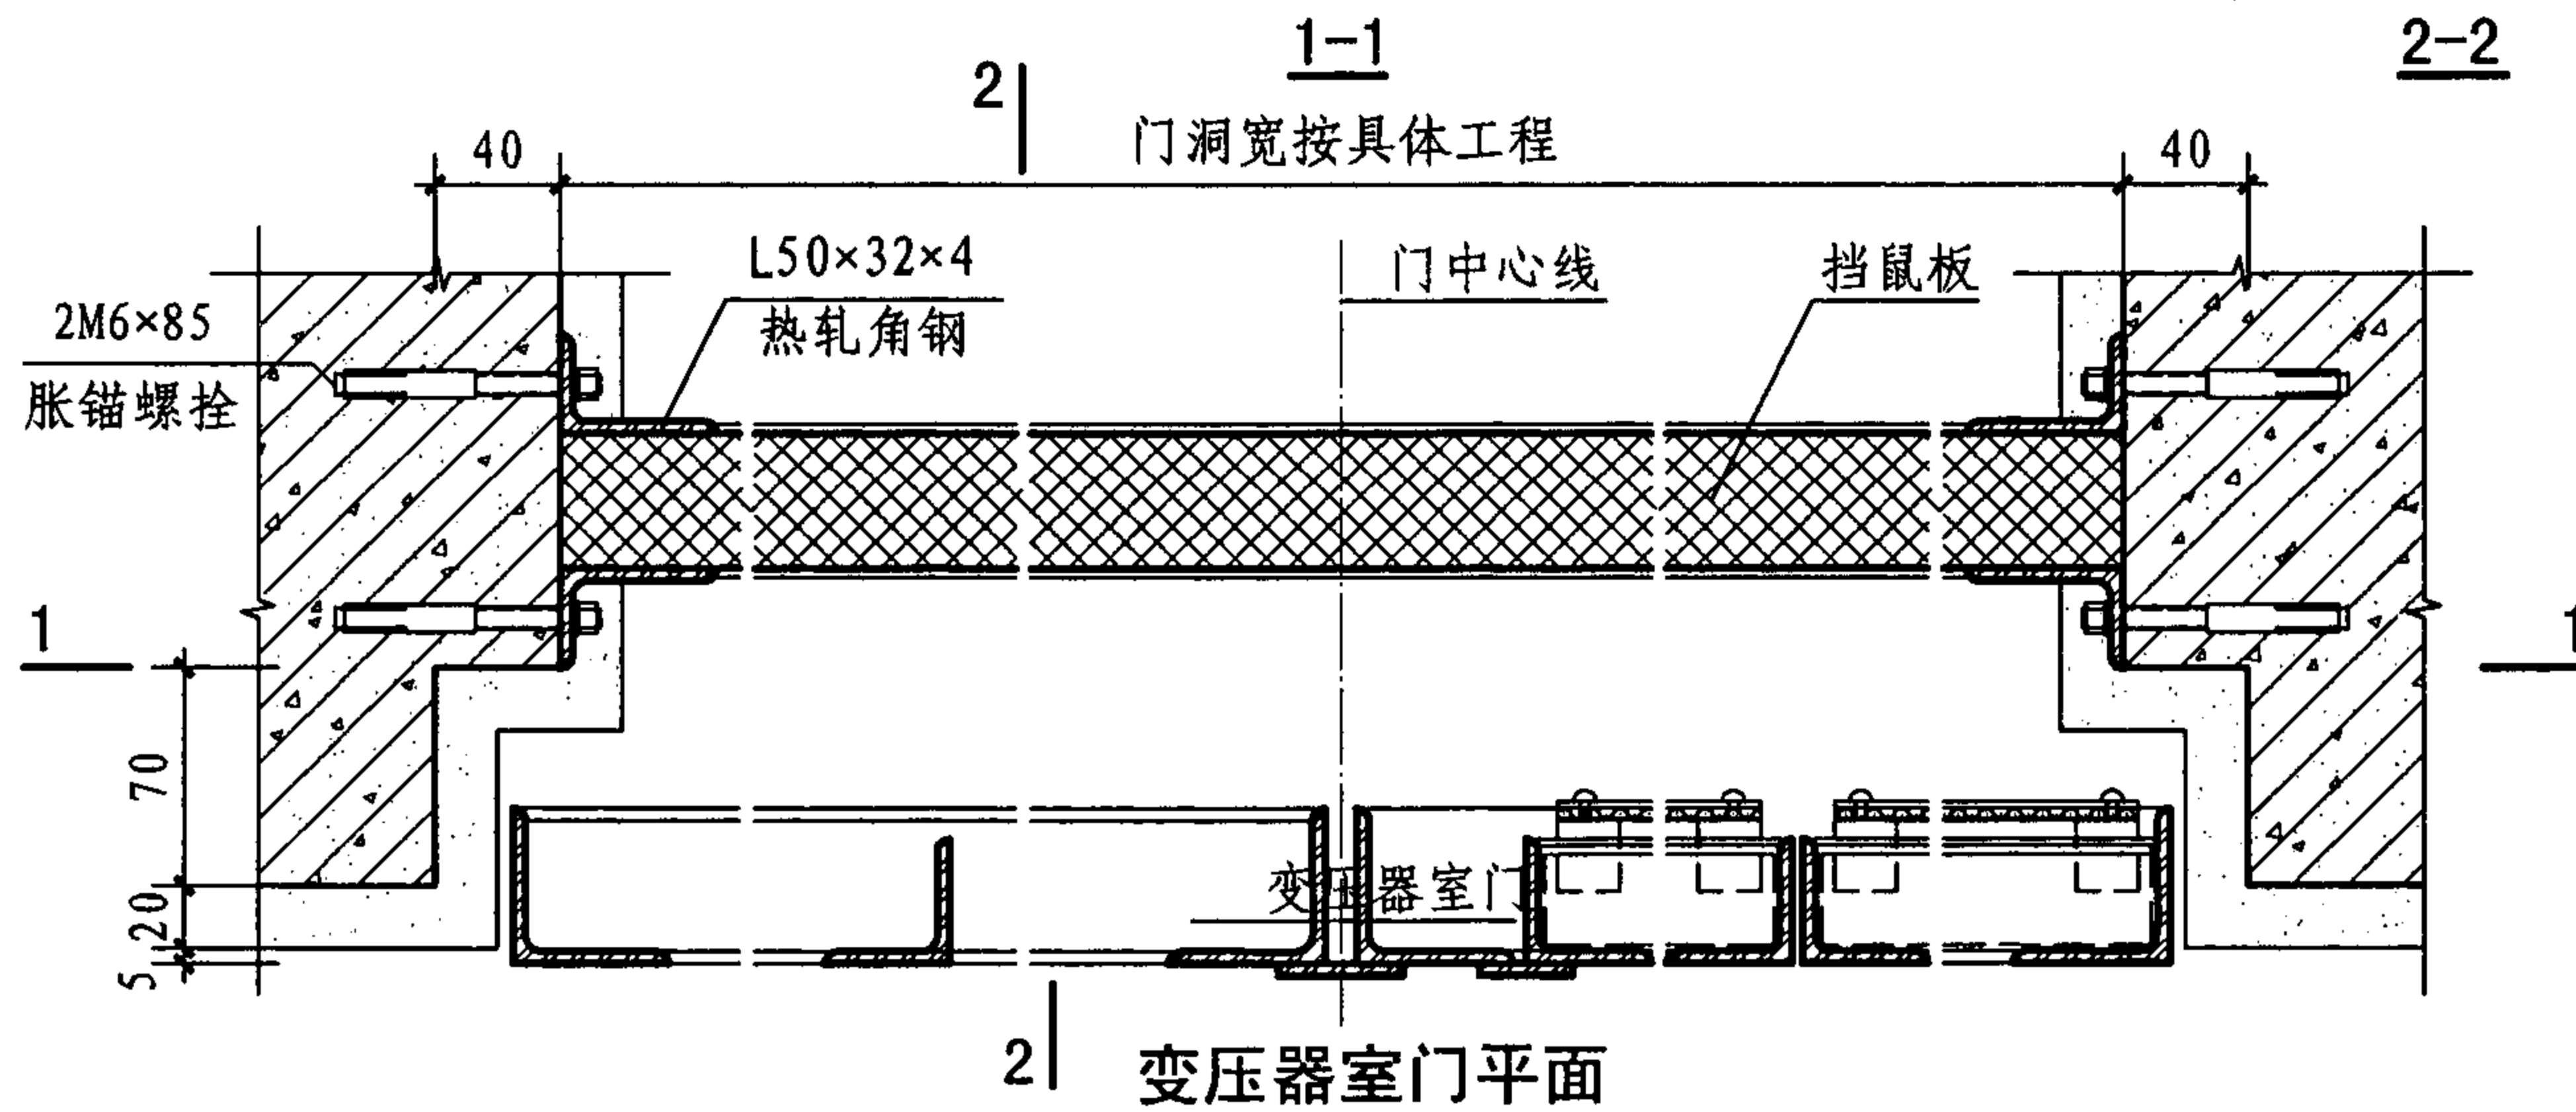 1-1
2-2
2
门洞宽按具体工程
40
40
L50×32×4
热轧角钢
门中心线
挡鼠板
2M6×85
胀锚螺栓
1
1
70
20
5
变压器室门
2
变压器室门平面